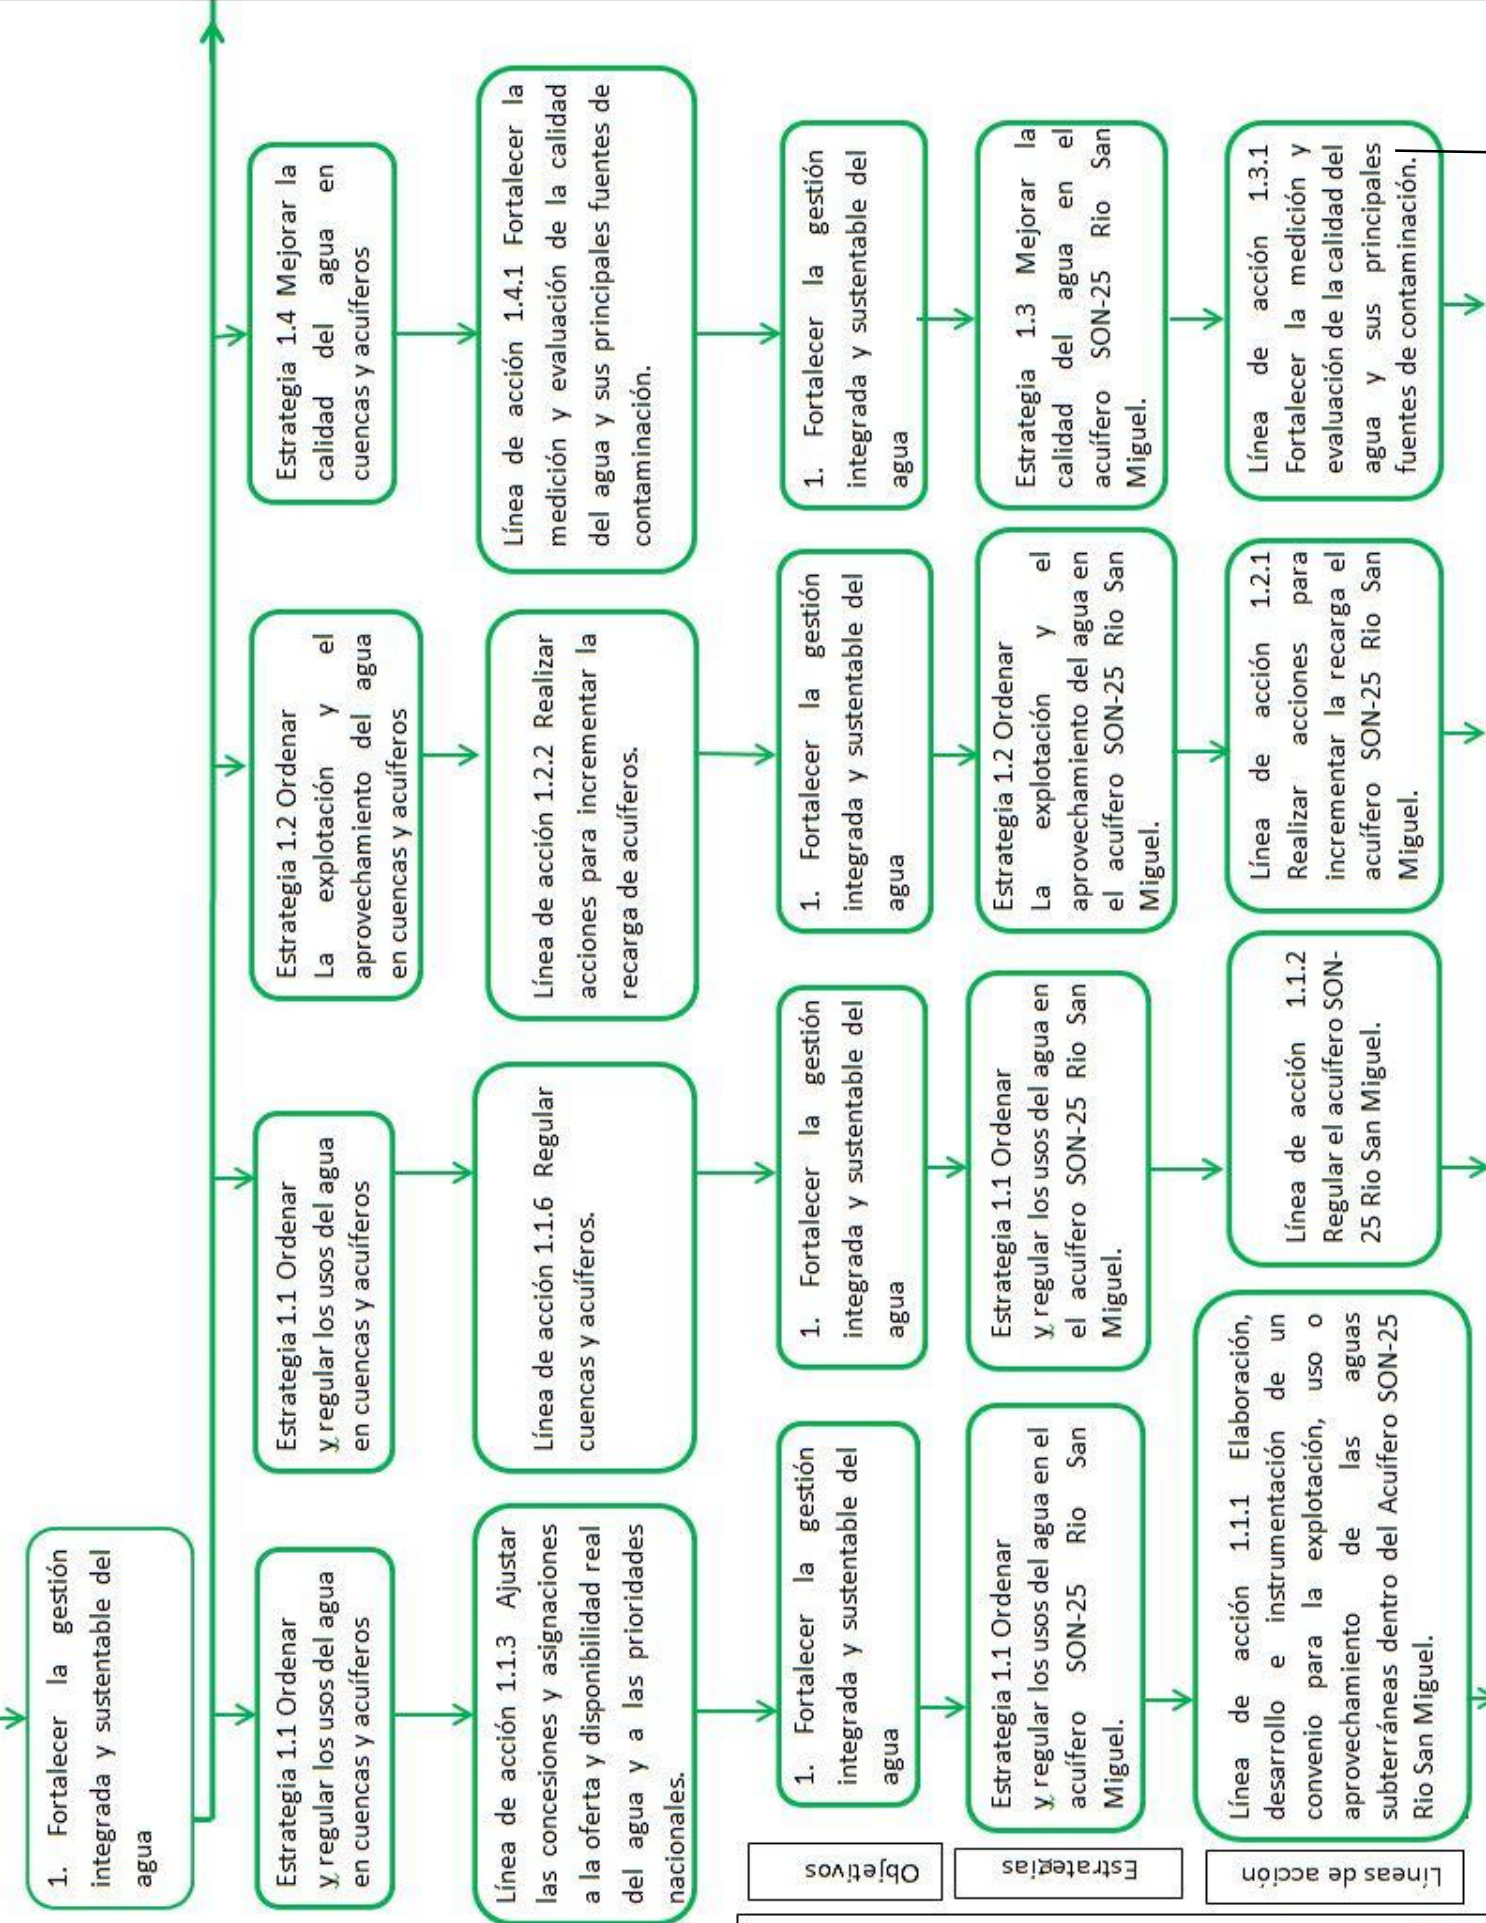 1. Fortalecer la gestión
integrada y sustentable del
agua
Estrategia 1.1 Ordenar
y regular los usos del agua
en cuencas y acuíferos
Estrategia 1.1 Ordenar
y regular los usos del agua
en cuencas y acuíferos
Estrategia 1.2 Ordenar
La explotación y el
aprovechamiento del agua
en cuencas y acuíferos
Estrategia 1.4 Mejorar la
calidad del agua en
cuencas y acuíferos
Línea de acción 1.1.3 Ajustar
las concesiones y asignaciones
a la oferta y disponibilidad real
del agua y a las prioridades
nacionales.
Línea de acción 1.1.6 Regular
cuencas y acuíferos.
Línea de acción 1.2.2 Realizar
acciones para incrementar la
recarga de acuíferos.
Línea de acción 1.4.1 Fortalecer la
medición y evaluación de la calidad
del agua y sus principales fuentes de
contaminación.
Objetivos
1. Fortalecer la gestión
integrada y sustentable del
agua
1. Fortalecer la gestión
integrada y sustentable del
agua
1. Fortalecer la gestión
integrada y sustentable del
agua
1. Fortalecer la gestión
integrada y sustentable del
agua
Estrategias
Estrategia 1.1 Ordenar
y regular los usos del agua en el
acuífero SON-25 Rio San
Miguel.
Estrategia 1.1 Ordenar
y regular los usos del agua en
el acuífero SON-25 Rio San
Miguel.
Estrategia 1.2 Ordenar
La explotación y el
aprovechamiento del agua en
el acuífero SON-25 Rio San
Miguel.
Estrategia 1.3 Mejorar la
calidad del agua en el
acuífero SON-25 Rio San
Miguel.
Líneas de acción
Línea de acción 1.1.1 Elaboración,
desarrollo e instrumentación de un
convenio para la explotación, uso o
aprovechamiento de las aguas
subterráneas dentro del Acuífero SON-25
Rio San Miguel.
Línea de acción 1.1.2
Regular el acuífero SON-
25 Rio San Miguel.
Línea de acción 1.2.1
Realizar acciones para
incrementar la recarga el
acuífero SON-25 Rio San
Miguel.
Línea de acción 1.3.1
Fortalecer la medición y
evaluación de la calidad del
agua y sus principales
fuentes de contaminación.